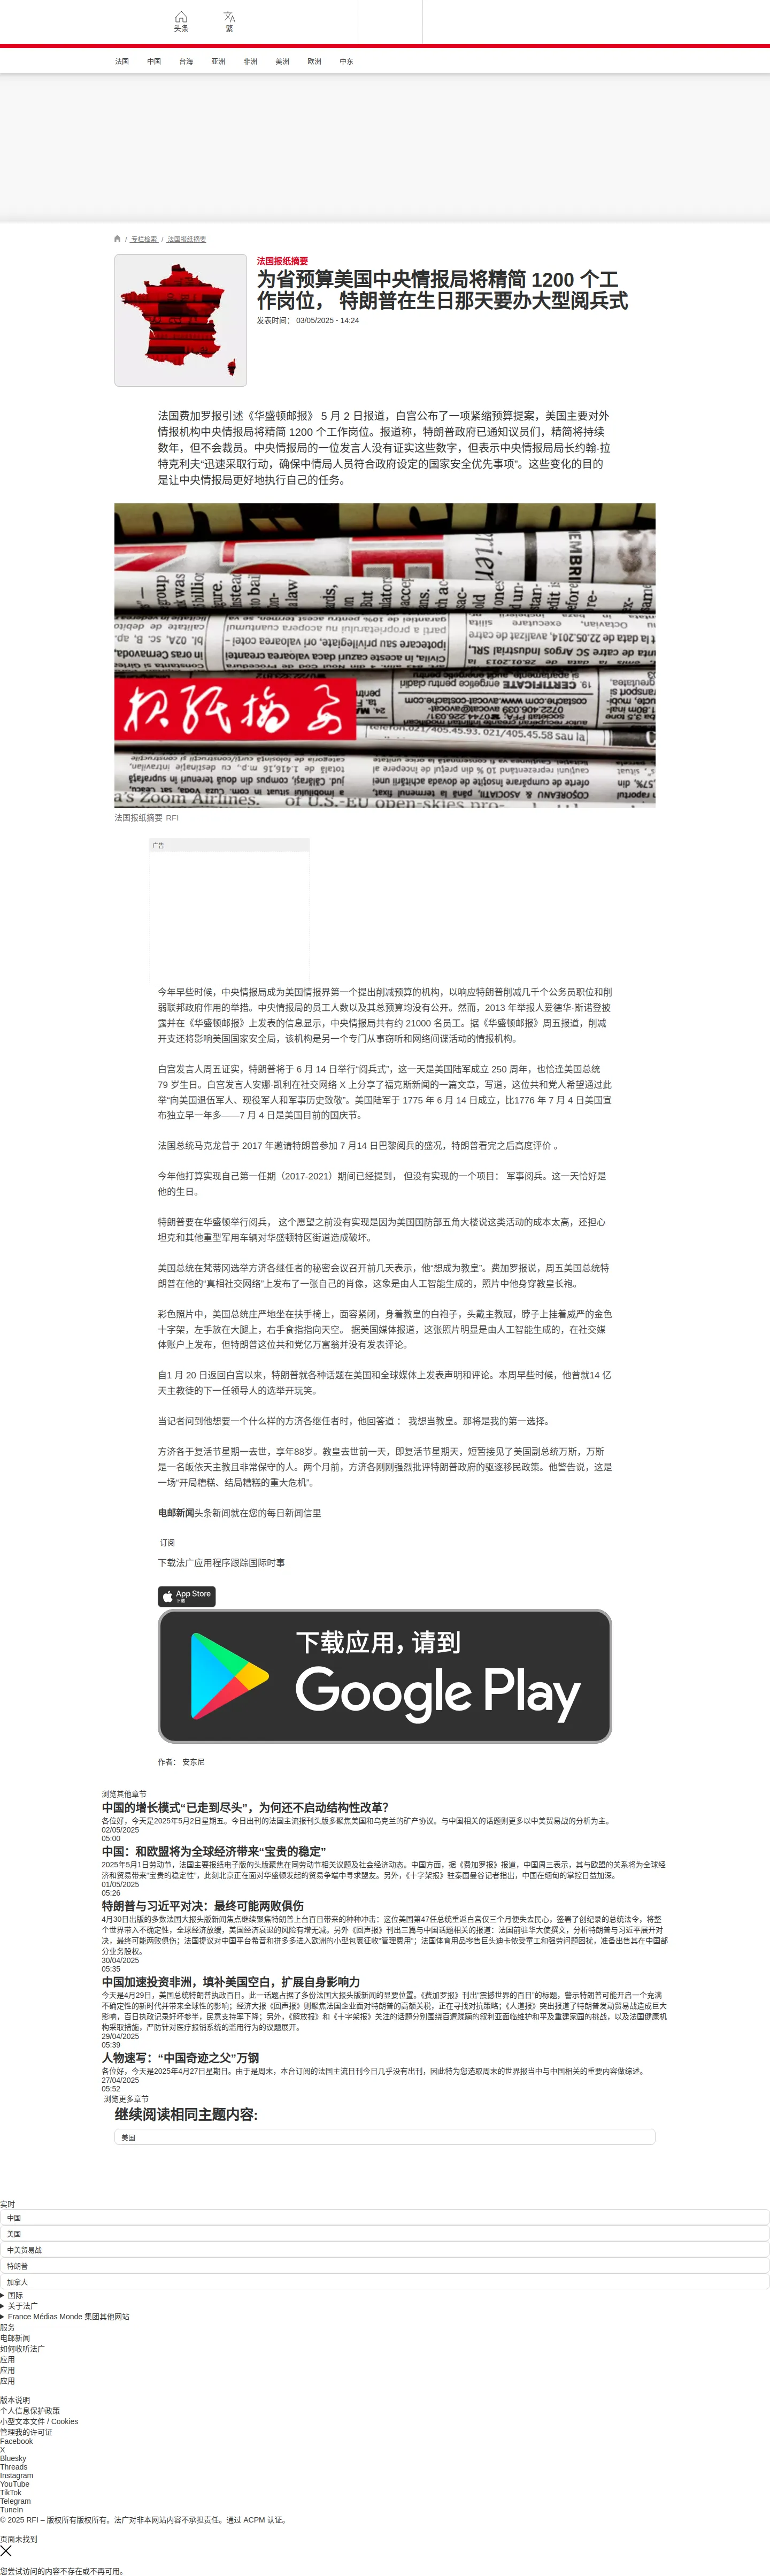 头条
繁
法国
中国
台海
亚洲
非洲
美洲
欧洲
中东
/ 专栏检索 / 法国报纸摘要
法国报纸摘要
为省预算美国中央情报局将精简 1200 个工
作岗位， 特朗普在生日那天要办大型阅兵式
发表时间： 03/05/2025 - 14:24
法国费加罗报引述《华盛顿邮报》 5 月 2 日报道，白宫公布了一项紧缩预算提案，美国主要对外
情报机构中央情报局将精简 1200 个工作岗位。报道称，特朗普政府已通知议员们，精简将持续
数年，但不会裁员。中央情报局的一位发言人没有证实这些数字，但表示中央情报局局长约翰·拉
特克利夫“迅速采取行动，确保中情局人员符合政府设定的国家安全优先事项”。这些变化的目的
是让中央情报局更好地执行自己的任务。
报纸摘要
法国报纸摘要 RFI
广告
今年早些时候，中央情报局成为美国情报界第一个提出削减预算的机构，以响应特朗普削减几千个公务员职位和削
弱联邦政府作用的举措。中央情报局的员工人数以及其总预算均没有公开。然而，2013 年举报人爱德华·斯诺登披
露并在《华盛顿邮报》上发表的信息显示，中央情报局共有约 21000 名员工。据《华盛顿邮报》周五报道，削减
开支还将影响美国国家安全局，该机构是另一个专门从事窃听和网络间谍活动的情报机构。
白宫发言人周五证实，特朗普将于 6 月 14 日举行“阅兵式”，这一天是美国陆军成立 250 周年，也恰逢美国总统
79 岁生日。白宫发言人安娜·凯利在社交网络 X 上分享了福克斯新闻的一篇文章，写道，这位共和党人希望通过此
举“向美国退伍军人、现役军人和军事历史致敬”。美国陆军于 1775 年 6 月 14 日成立，比1776 年 7 月 4 日美国宣
布独立早一年多——7 月 4 日是美国目前的国庆节。
法国总统马克龙曾于 2017 年邀请特朗普参加 7 月14 日巴黎阅兵的盛况，特朗普看完之后高度评价 。
今年他打算实现自己第一任期（2017-2021）期间已经提到， 但没有实现的一个项目： 军事阅兵。这一天恰好是
他的生日。
特朗普要在华盛顿举行阅兵， 这个愿望之前没有实现是因为美国国防部五角大楼说这类活动的成本太高，还担心
坦克和其他重型军用车辆对华盛顿特区街道造成破坏。
美国总统在梵蒂冈选举方济各继任者的秘密会议召开前几天表示，他“想成为教皇”。费加罗报说，周五美国总统特
朗普在他的“真相社交网络”上发布了一张自己的肖像，这象是由人工智能生成的，照片中他身穿教皇长袍。
彩色照片中，美国总统庄严地坐在扶手椅上，面容紧闭，身着教皇的白袍子，头戴主教冠，脖子上挂着威严的金色
十字架，左手放在大腿上，右手食指指向天空。 据美国媒体报道，这张照片明显是由人工智能生成的，在社交媒
体账户上发布，但特朗普这位共和党亿万富翁并没有发表评论。
自1 月 20 日返回白宫以来，特朗普就各种话题在美国和全球媒体上发表声明和评论。本周早些时候，他曾就14 亿
天主教徒的下一任领导人的选举开玩笑。
当记者问到他想要一个什么样的方济各继任者时，他回答道 ： 我想当教皇。那将是我的第一选择。
方济各于复活节星期一去世，享年88岁。教皇去世前一天，即复活节星期天，短暂接见了美国副总统万斯，万斯
是一名皈依天主教且非常保守的人。两个月前，方济各刚刚强烈批评特朗普政府的驱逐移民政策。他警告说，这是
一场“开局糟糕、结局糟糕的重大危机”。
电邮新闻头条新闻就在您的每日新闻信里
订阅
下载法广应用程序跟踪国际时事
App Store
下载
下载应用，请到
Google Play
作者： 安东尼
浏览其他章节
中国的增长模式“已走到尽头”，为何还不启动结构性改革？
各位好，今天是2025年5月2日星期五。今日出刊的法国主流报刊头版多聚焦美国和乌克兰的矿产协议。与中国相关的话题则更多以中美贸易战的分析为主。
02/05/2025
05:00
中国：和欧盟将为全球经济带来“宝贵的稳定”
2025年5月1日劳动节，法国主要报纸电子版的头版聚焦在同劳动节相关议题及社会经济动态。中国方面，据《费加罗报》报道，中国周三表示，其与欧盟的关系将为全球经
济和贸易带来“宝贵的稳定性”，此刻北京正在面对华盛顿发起的贸易争端中寻求盟友。另外，《十字架报》驻泰国曼谷记者指出，中国在缅甸的掌控日益加深。
01/05/2025
05:26
特朗普与习近平对决：最终可能两败俱伤
4月30日出版的多数法国大报头版新闻焦点继续聚焦特朗普上台百日带来的种种冲击：这位美国第47任总统重返白宫仅三个月便失去民心，签署了创纪录的总统法令，将整
个世界带入不确定性，全球经济放缓，美国经济衰退的风险有增无减。另外《回声报》刊出三篇与中国话题相关的报道：法国前驻华大使撰文，分析特朗普与习近平展开对
决，最终可能两败俱伤；法国提议对中国平台希音和拼多多进入欧洲的小型包裹征收“管理费用”；法国体育用品零售巨头迪卡侬受童工和强劳问题困扰，准备出售其在中国部
分业务股权。
30/04/2025
05:35
中国加速投资非洲，填补美国空白，扩展自身影响力
今天是4月29日，美国总统特朗普执政百日。此一话题占据了多份法国大报头版新闻的显要位置。《费加罗报》刊出“震撼世界的百日”的标题，警示特朗普可能开启一个充满
不确定性的新时代并带来全球性的影响；经济大报《回声报》则聚焦法国企业面对特朗普的高额关税，正在寻找对抗策略；《人道报》突出报道了特朗普发动贸易战造成巨大
影响，百日执政记录好坏参半，民意支持率下降；另外，《解放报》和《十字架报》关注的话题分别围绕百遭蹂躏的叙利亚面临维护和平及重建家园的挑战，以及法国健康机
构采取措施，严防针对医疗报销系统的滥用行为的议题展开。
29/04/2025
05:39
人物速写：“中国奇迹之父”万钢
各位好，今天是2025年4月27日星期日。由于是周末，本台订阅的法国主流日刊今日几乎没有出刊，因此特为您选取周末的世界报当中与中国相关的重要内容做综述。
27/04/2025
05:52
浏览更多章节
继续阅读相同主题内容:
美国
实时
中国
美国
中美贸易战
特朗普
加拿大
国际
关于法广
France Médias Monde 集团其他网站
服务
电邮新闻
如何收听法广
应用
应用
应用
版本说明
个人信息保护政策
小型文本文件 / Cookies
管理我的许可证
Facebook
X
Bluesky
Threads
Instagram
YouTube
TikTok
Telegram
TuneIn
© 2025 RFI – 版权所有版权所有。法广对非本网站内容不承担责任。通过 ACPM 认证。
页面未找到
您尝试访问的内容不存在或不再可用。